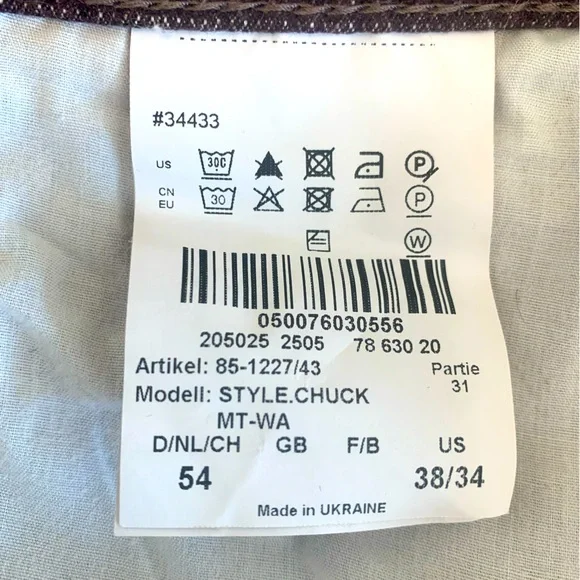 #34433
US 30C P
CN
EU 30 P
W
050076030556
205025 2505 78 630 20
Artikel: 85-1227/43 Partie
31
Modell: STYLE.CHUCK
MT-WA
D/NL/CH GB F/B US
54 38/34
Made in UKRAINE